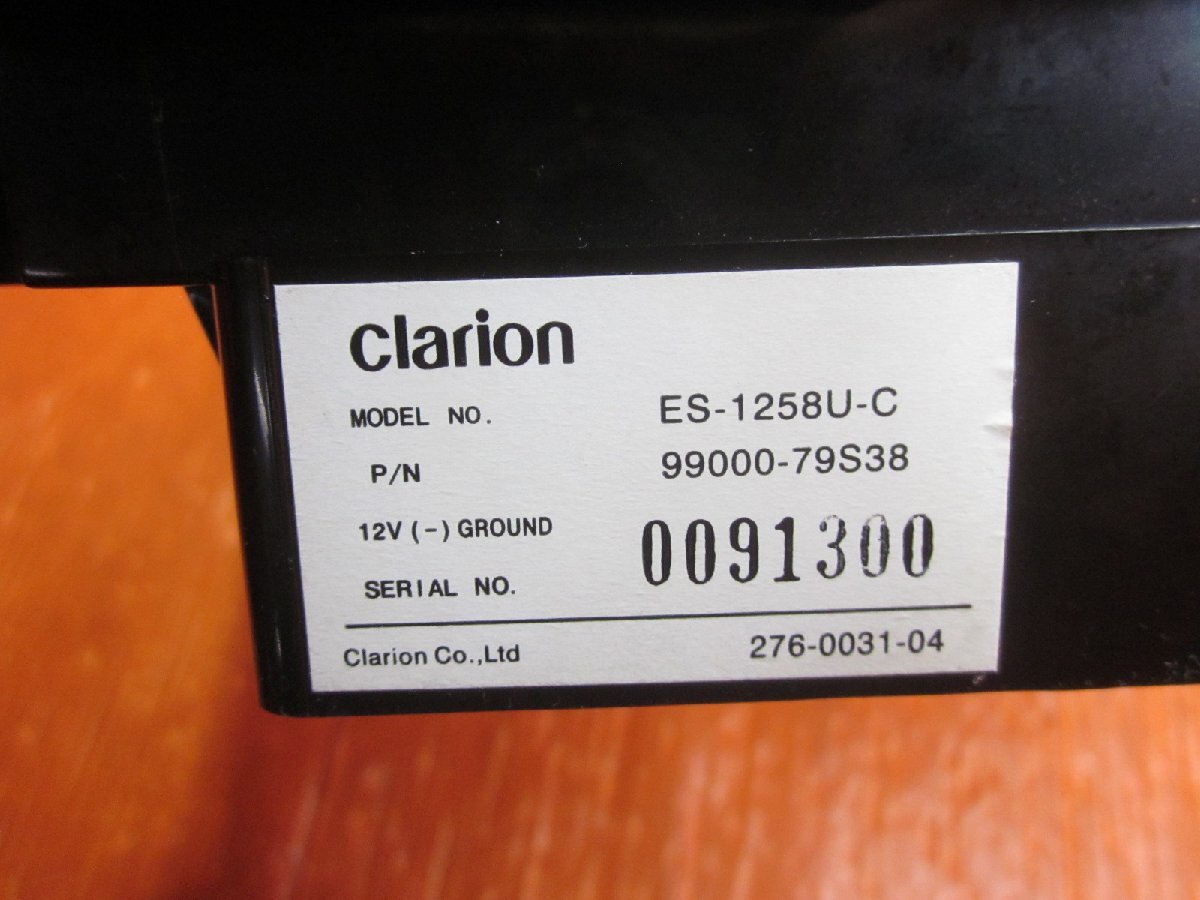 clarion
MODEL NO. ES-1258U-C
P/N 99000-79S38
12V (-) GROUND
SERIAL NO. 0091300
Clarion Co.,Ltd 276-0031-04